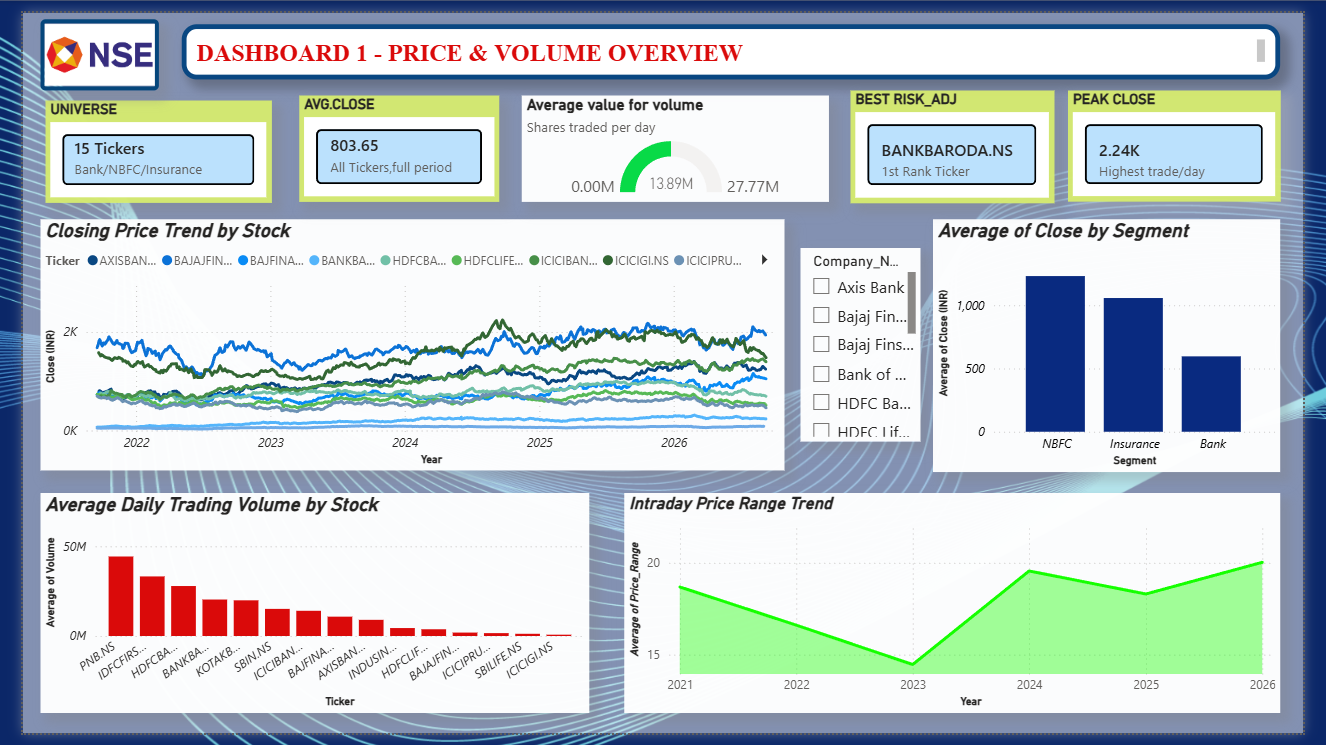 NSE
DASHBOARD 1 - PRICE & VOLUME OVERVIEW
UNIVERSE
15 Tickers
Bank/NBFC/Insurance
AVG.CLOSE
803.65
All Tickers,full period
Average value for volume
Shares traded per day
0.00M
13.89M
27.77M
BEST RISK_ADJ
BANKBARODA.NS
1st Rank Ticker
PEAK CLOSE
2.24K
Highest trade/day
Closing Price Trend by Stock
Ticker AXISBAN... BAJAJFIN... BAJFINA... BANKBA... HDFCBA... HDFCLIFE... ICICIBAN... ICICIGI.NS ICICIPRU...
Close (INR)
2K
0K
2022 2023 2024 2025 2026
Year
Company_N...
Axis Bank
Bajaj Fin...
Bajaj Fins...
Bank of ...
HDFC Ba...
HDFC Lif...
Average of Close by Segment
Average of Close (INR)
1,000
500
0
NBFC Insurance Bank
Segment
Average Daily Trading Volume by Stock
Average of Volume
50M
0M
PNB.NS IDFCFIRS... HDFCBA... BANKBA... KOTAKB... SBIN.NS ICICIBAN... BAJFINA... AXISBAN... INDUSIN... HDFCLIF... BAJAJFIN... ICICIPRU... SBILIFE.NS ICICIGI.NS
Ticker
Intraday Price Range Trend
Average of Price_Range
20
15
2021 2022 2023 2024 2025 2026
Year